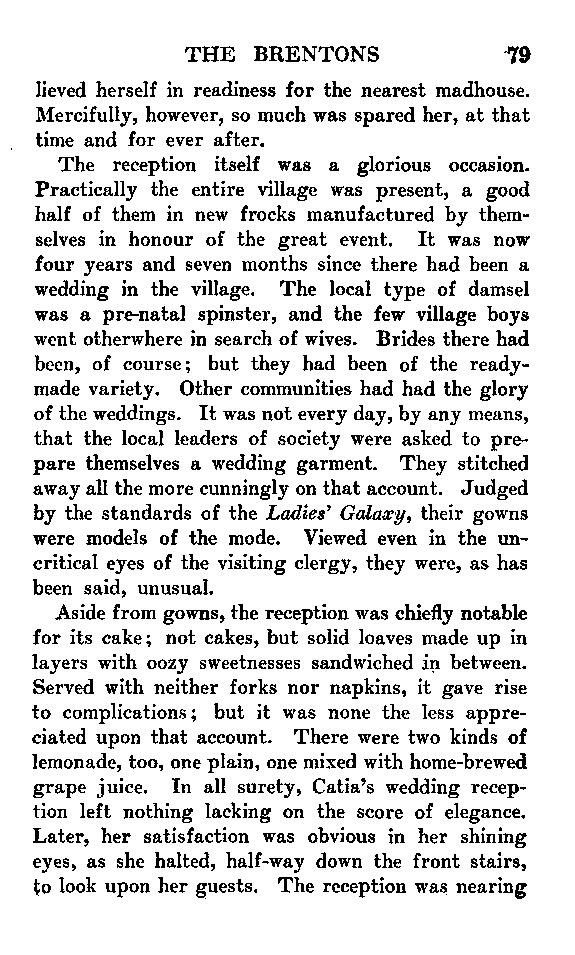 THE BRENTONS 79
lieved herself in readiness for the nearest madhouse.
Mercifully, however, so much was spared her, at that
time and for ever after.
The reception itself was a glorious occasion.
Practically the entire village was present, a good
half of them in new frocks manufactured by them-
selves in honour of the great event. It was now
four years and seven months since there had been a
wedding in the village. The local type of damsel
was a pre-natal spinster, and the few village boys
went otherwhere in search of wives. Brides there had
been, of course; but they had been of the ready-
made variety. Other communities had had the glory
of the weddings. It was not every day, by any means,
that the local leaders of society were asked to pre-
pare themselves a wedding garment. They stitched
away all the more cunningly on that account. Judged
by the standards of the Ladies' Galaxy, their gowns
were models of the mode. Viewed even in the un-
critical eyes of the visiting clergy, they were, as has
been said, unusual.
Aside from gowns, the reception was chiefly notable
for its cake; not cakes, but solid loaves made up in
layers with oozy sweetnesses sandwiched in between.
Served with neither forks nor napkins, it gave rise
to complications; but it was none the less appre-
ciated upon that account. There were two kinds of
lemonade, too, one plain, one mixed with home-brewed
grape juice. In all surety, Catia's wedding recep-
tion left nothing lacking on the score of elegance.
Later, her satisfaction was obvious in her shining
eyes, as she halted, half-way down the front stairs,
to look upon her guests. The reception was nearing